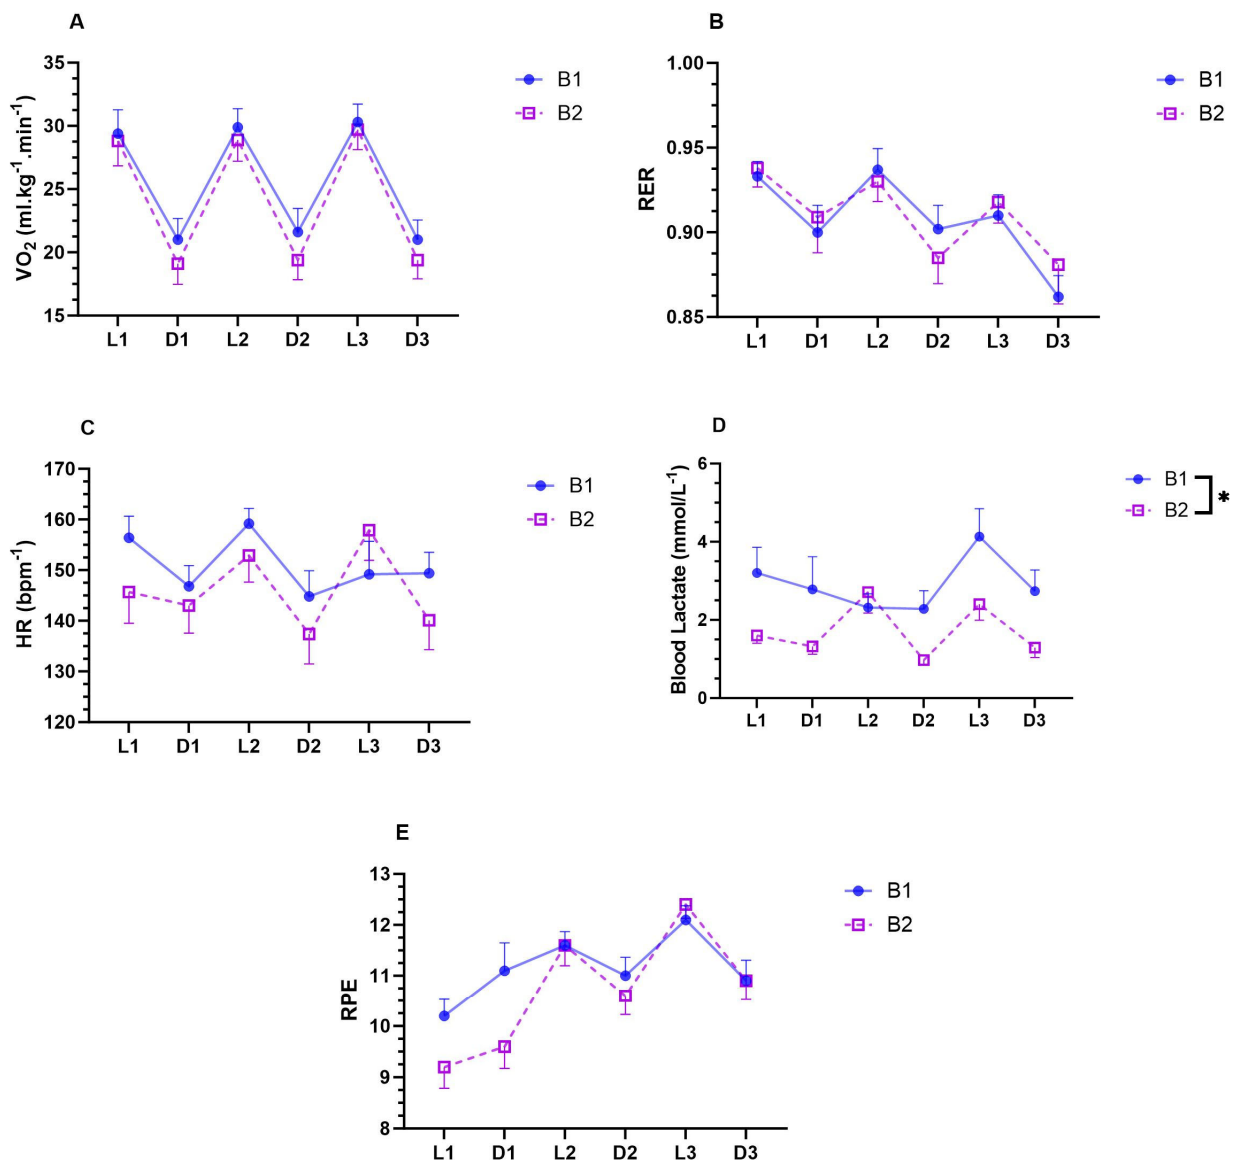 A
VO₂ (ml.kg⁻¹.min⁻¹)
35
30
25
20
15
L1 D1 L2 D2 L3 D3
B1
B2
B
RER
1.00
0.95
0.90
0.85
L1 D1 L2 D2 L3 D3
B1
B2
C
HR (bppm⁻¹)
170
160
150
140
130
120
L1 D1 L2 D2 L3 D3
B1
B2
D
Blood Lactate (mmol/L⁻¹)
6
4
2
0
L1 D1 L2 D2 L3 D3
B1
B2
*
E
RPE
13
12
11
10
9
8
L1 D1 L2 D2 L3 D3
B1
B2